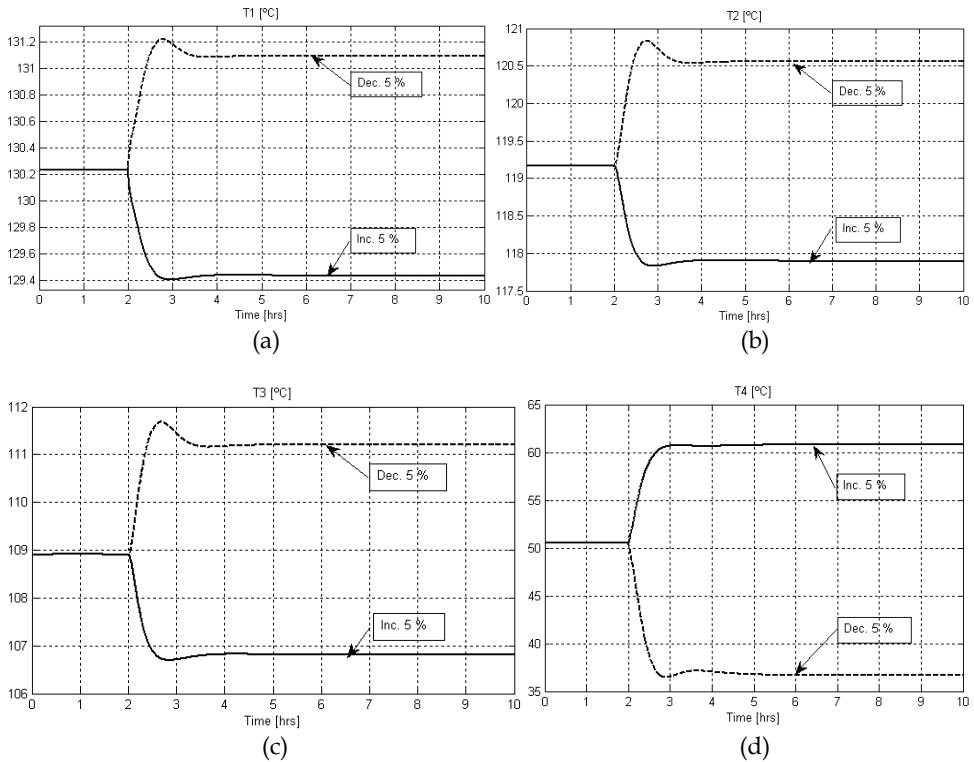 T1 [ºC]
131.2
131
130.8
130.6
130.4
130.2
130
129.8
129.6
129.4
0 1 2 3 4 5 6 7 8 9 10
Time [hrs]
Dec. 5 %
Inc. 5 %
(a)
T2 [ºC]
121
120.5
120
119.5
119
118.5
118
117.5
0 1 2 3 4 5 6 7 8 9 10
Time [hrs]
Dec. 5 %
Inc. 5 %
(b)
T3 [ºC]
112
111
110
109
108
107
106
0 1 2 3 4 5 6 7 8 9 10
Time [hrs]
Dec. 5 %
Inc. 5 %
(c)
T4 [ºC]
65
60
55
50
45
40
35
0 1 2 3 4 5 6 7 8 9 10
Time [hrs]
Inc. 5 %
Dec. 5 %
(d)